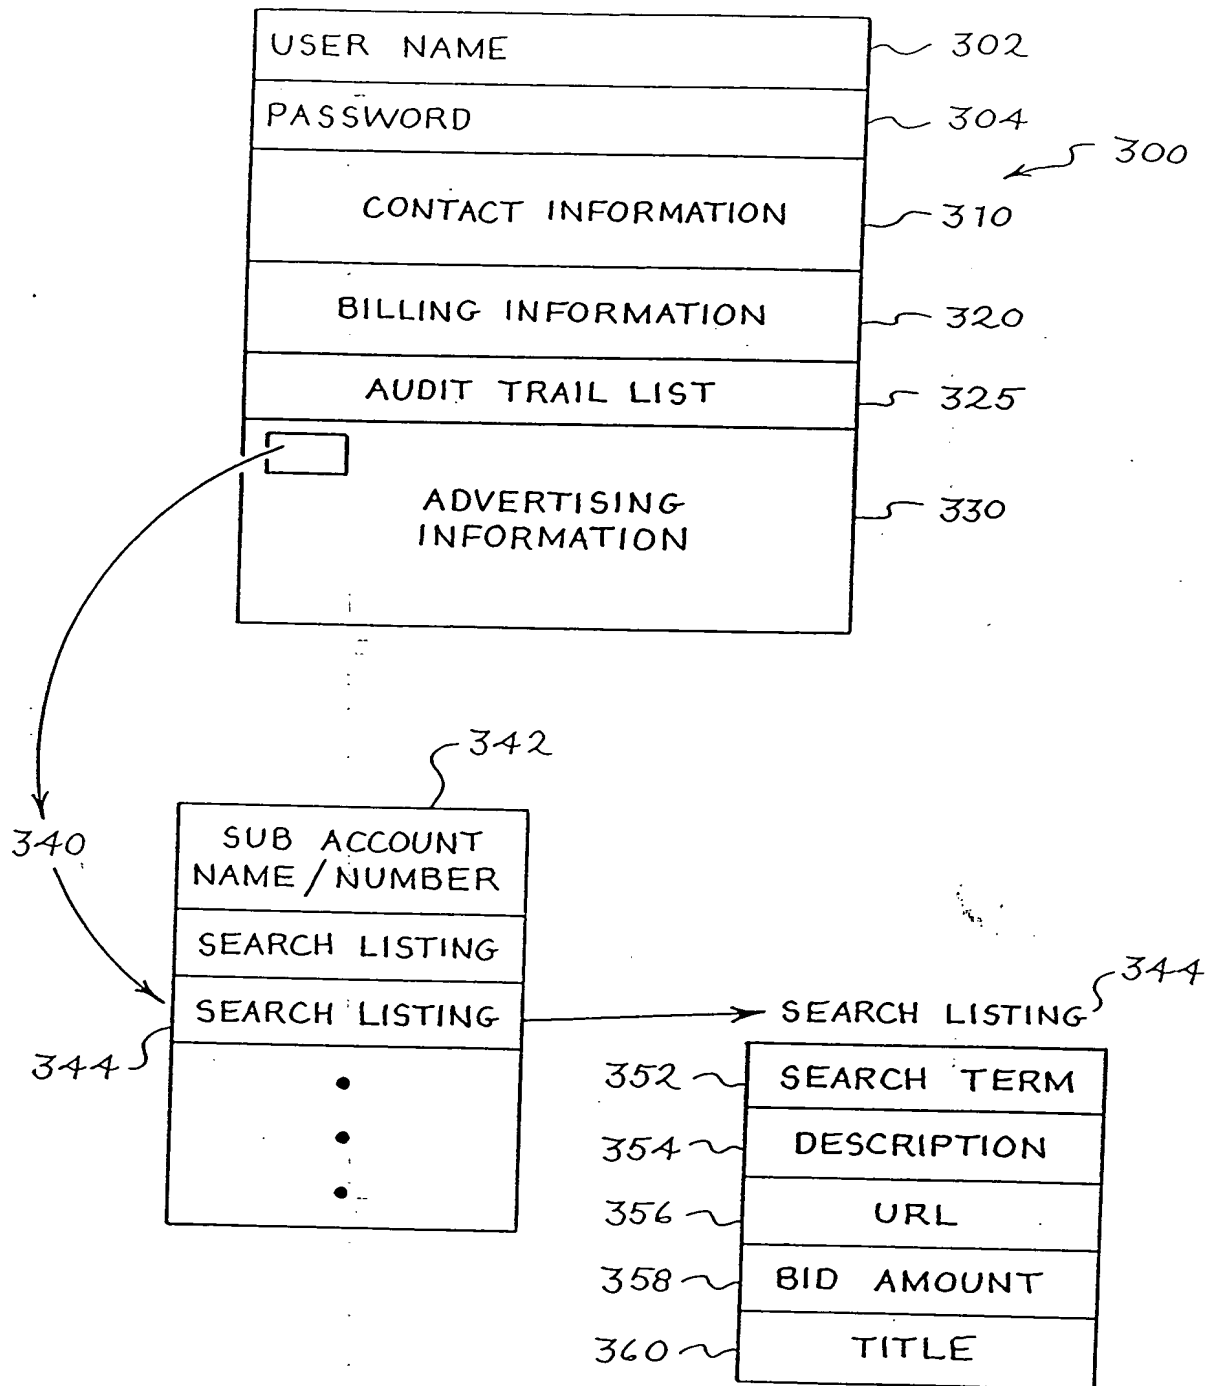 USER NAME 302
PASSWORD 304
300
CONTACT INFORMATION 310
BILLING INFORMATION 320
AUDIT TRAIL LIST 325
ADVERTISING
INFORMATION
330
342
340
SUB ACCOUNT
NAME/NUMBER
SEARCH LISTING
SEARCH LISTING
344
SEARCH LISTING 344
352 SEARCH TERM
354 DESCRIPTION
356 URL
358 BID AMOUNT
360 TITLE